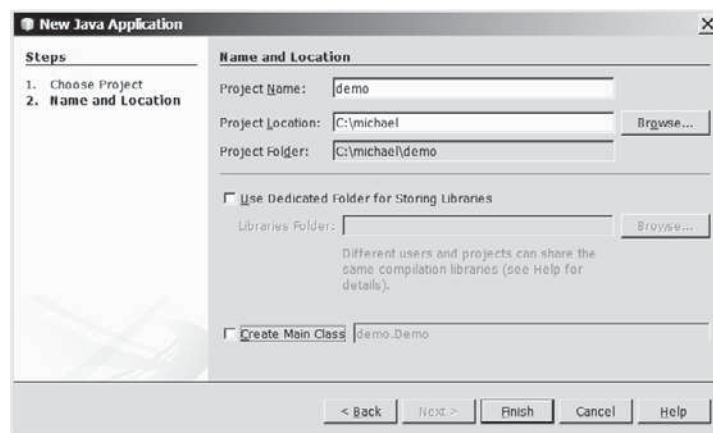 New Java Application
Steps
1. Choose Project
2. Name and Location
Name and Location
Project Name: demo
Project Location: C:\michael Browse...
Project Folder: C:\michael\demo
Use Dedicated Folder for Storing Libraries
Libraries Folder: Browse...
Different users and projects can share the
same compilation libraries (see Help for
details).
Create Main Class demo.Demo
< Back Next > Finish Cancel Help